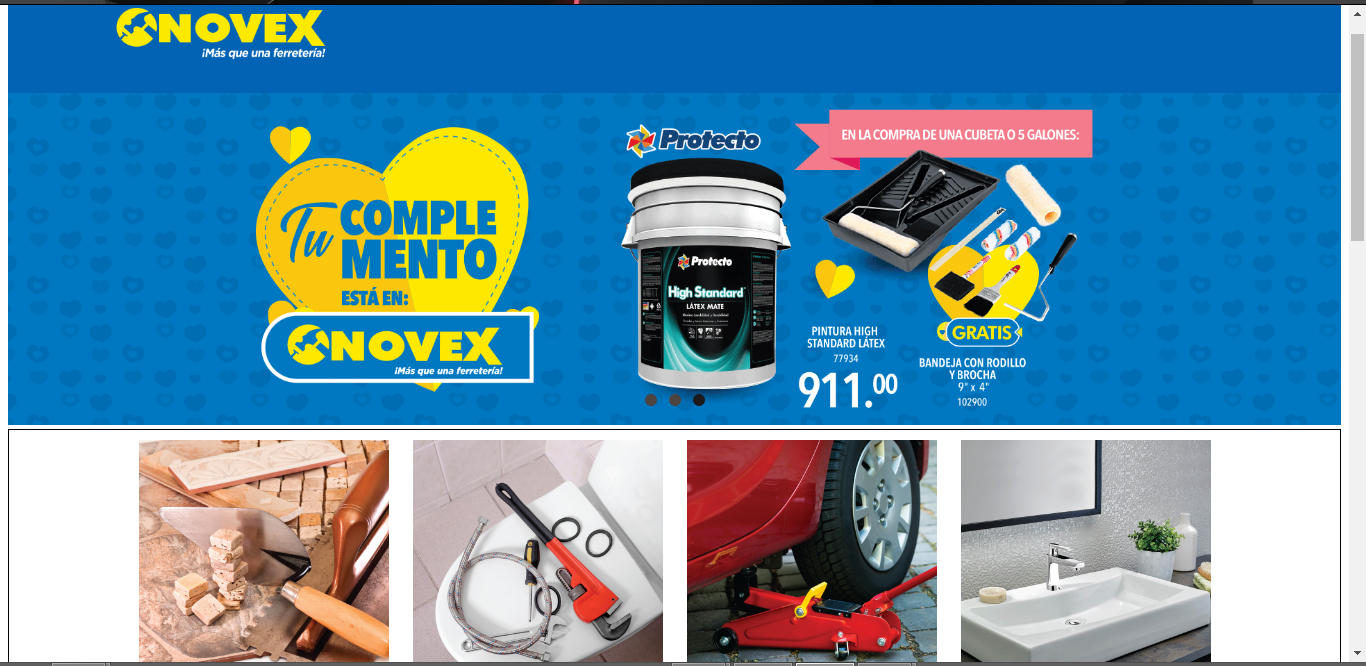 NOVEX
¡Más que una ferretería!
Protecto
EN LA COMPRA DE UNA CUBETA O 5 GALONES:
Tu COMPLE
MENTO
ESTÁ EN:
NOVEX
¡Más que una ferretería!
Protecto
High Standard
LÁTEX MATE
PINTURA HIGH
STANDARD LÁTEX
77934
911.00
GRATIS
BANDEJA CON RODILLO
Y BROCHA
9" x 4"
102900